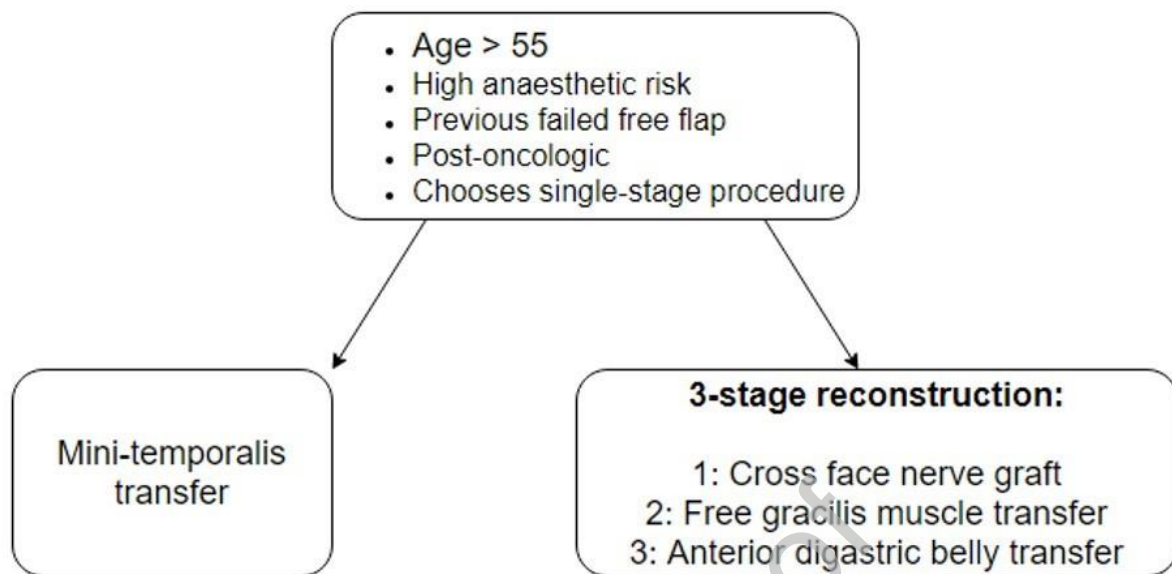 • Age > 55
• High anaesthetic risk
• Previous failed free flap
• Post-oncologic
• Chooses single-stage procedure
Mini-temporalis
transfer
3-stage reconstruction:
1: Cross face nerve graft
2: Free gracilis muscle transfer
3: Anterior digastric belly transfer
of